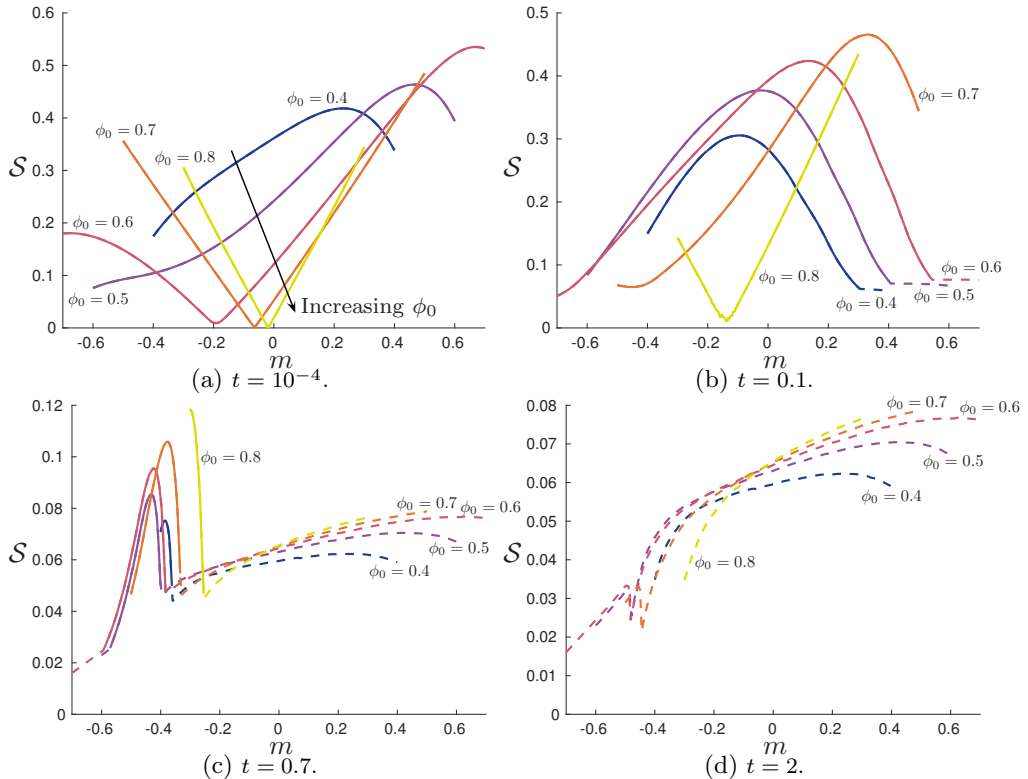 0.6
0.5
0.4
0.3
0.2
0.1
0
S
-0.6 -0.4 -0.2 0 0.2 0.4 0.6
m
ϕ₀ = 0.4
ϕ₀ = 0.7
ϕ₀ = 0.8
ϕ₀ = 0.6
ϕ₀ = 0.5
Increasing ϕ₀
(a) t = 10⁻⁴.
0.5
0.4
0.3
0.2
0.1
0
S
-0.6 -0.4 -0.2 0 0.2 0.4 0.6
m
ϕ₀ = 0.7
ϕ₀ = 0.8
ϕ₀ = 0.6
ϕ₀ = 0.5
ϕ₀ = 0.4
(b) t = 0.1.
0.12
0.1
0.08
0.06
0.04
0.02
0
S
-0.6 -0.4 -0.2 0 0.2 0.4 0.6
m
ϕ₀ = 0.8
ϕ₀ = 0.7
ϕ₀ = 0.6
ϕ₀ = 0.5
ϕ₀ = 0.4
(c) t = 0.7.
0.08
0.07
0.06
0.05
0.04
0.03
0.02
0.01
0
S
-0.6 -0.4 -0.2 0 0.2 0.4 0.6
m
ϕ₀ = 0.7
ϕ₀ = 0.6
ϕ₀ = 0.5
ϕ₀ = 0.4
ϕ₀ = 0.8
(d) t = 2.